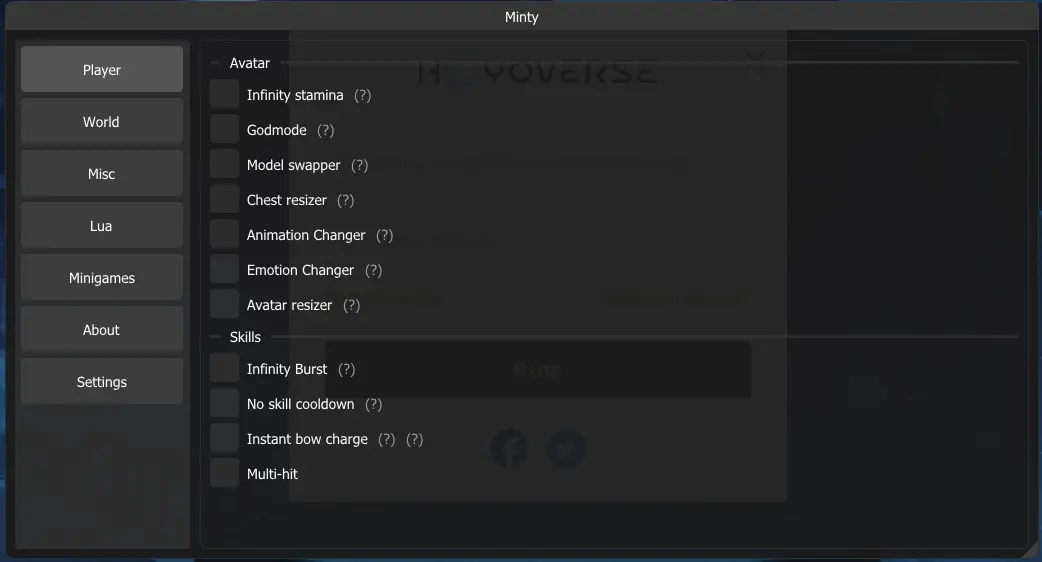 Minty
Player
World
Misc
Lua
Minigames
About
Settings
HOYOVERSE
Avatar
Infinity stamina (?)
Godmode (?)
Model swapper (?)
Chest resizer (?)
Animation Changer (?)
Emotion Changer (?)
Avatar resizer (?)
Skills
Infinity Burst (?)
No skill cooldown (?)
Instant bow charge (?) (?)
Multi-hit